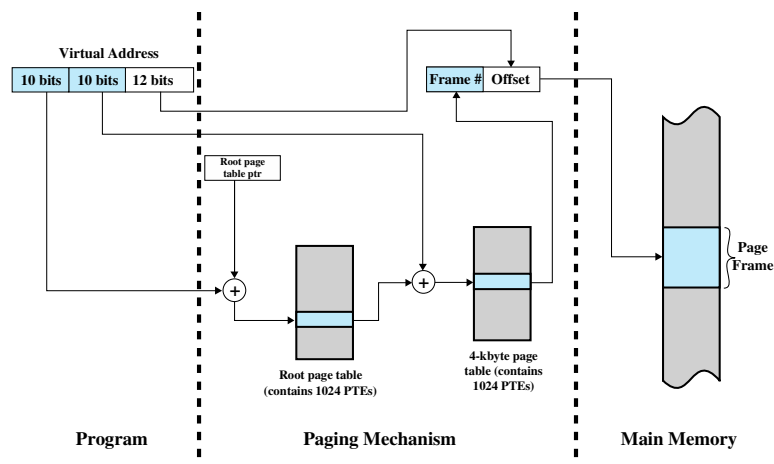 Virtual Address
10 bits 10 bits 12 bits
Frame # Offset
Root page
table ptr
+
+
Page
Frame
Root page table
(contains 1024 PTEs)
4-kbyte page
table (contains
1024 PTEs)
Program
Paging Mechanism
Main Memory